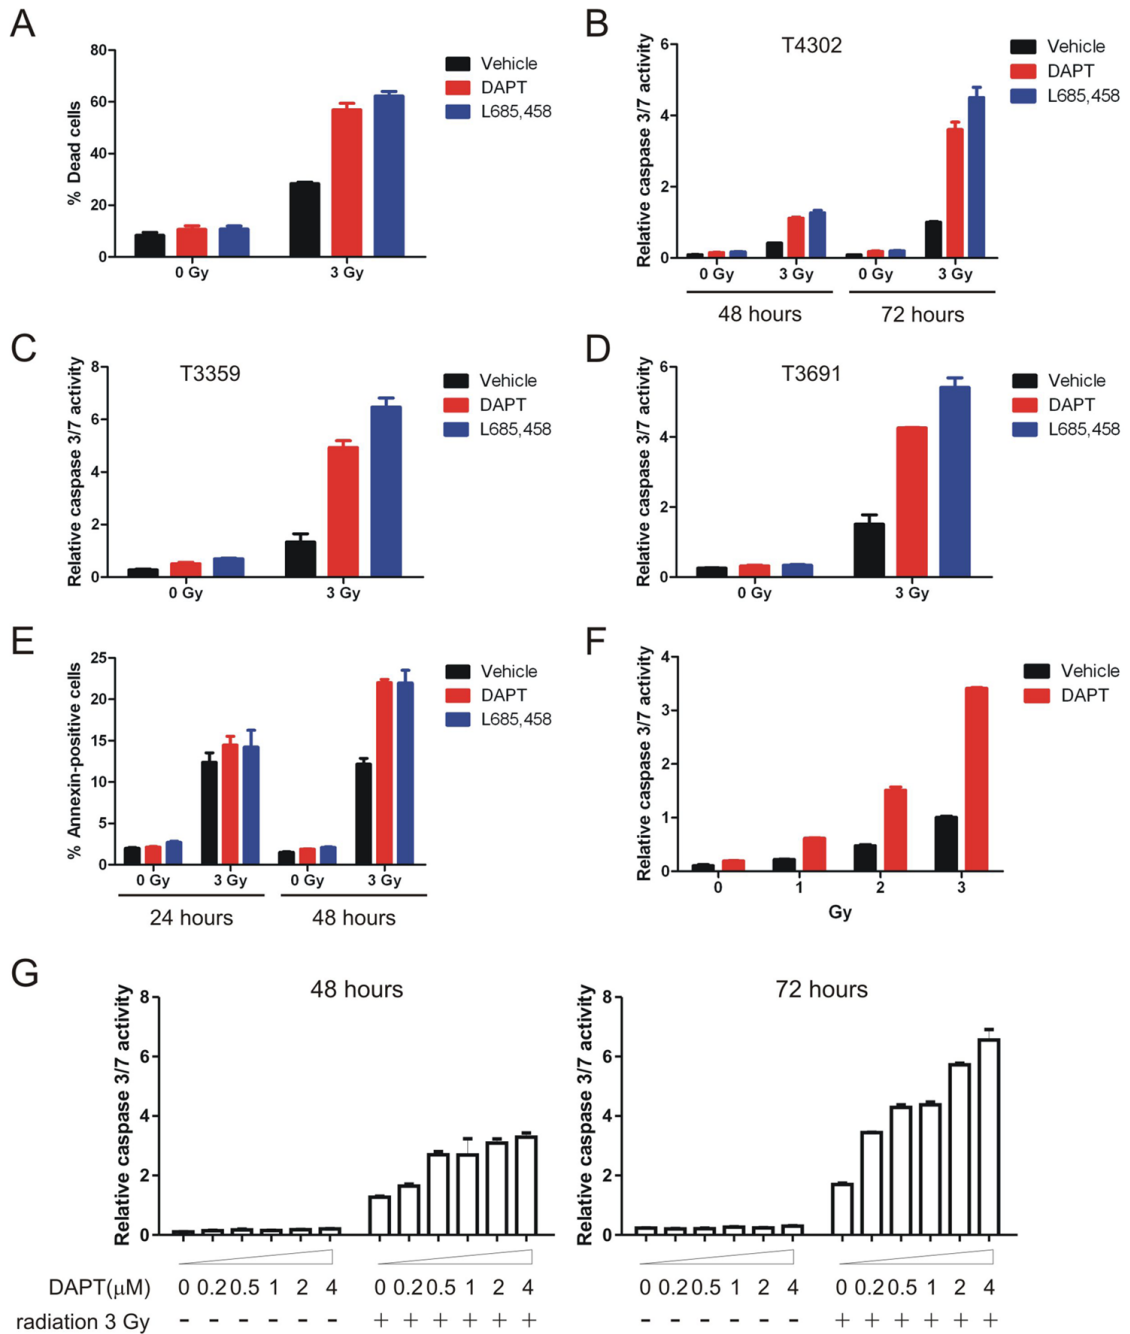 A
% Dead cells
80
60
40
20
0
0 Gy
3 Gy
Vehicle
DAPT
L685,458
B
T4302
Relative caspase 3/7 activity
6
4
2
0
0 Gy
3 Gy
0 Gy
3 Gy
48 hours
72 hours
Vehicle
DAPT
L685,458
C
T3359
Relative caspase 3/7 activity
8
6
4
2
0
0 Gy
3 Gy
Vehicle
DAPT
L685,458
D
T3691
Relative caspase 3/7 activity
6
4
2
0
0 Gy
3 Gy
Vehicle
DAPT
L685,458
E
% Annexin-positive cells
25
20
15
10
5
0
0 Gy
3 Gy
0 Gy
3 Gy
24 hours
48 hours
Vehicle
DAPT
L685,458
F
Relative caspase 3/7 activity
4
3
2
1
0
0
1
2
3
Gy
Vehicle
DAPT
G
48 hours
Relative caspase 3/7 activity
8
6
4
2
0
72 hours
Relative caspase 3/7 activity
8
6
4
2
0
DAPT(μM) 0 0.2 0.5 1 2 4 0 0.2 0.5 1 2 4 0 0.2 0.5 1 2 4 0 0.2 0.5 1 2 4
radiation 3 Gy - - - - - - + + + + + + - - - - - - + + + + + +